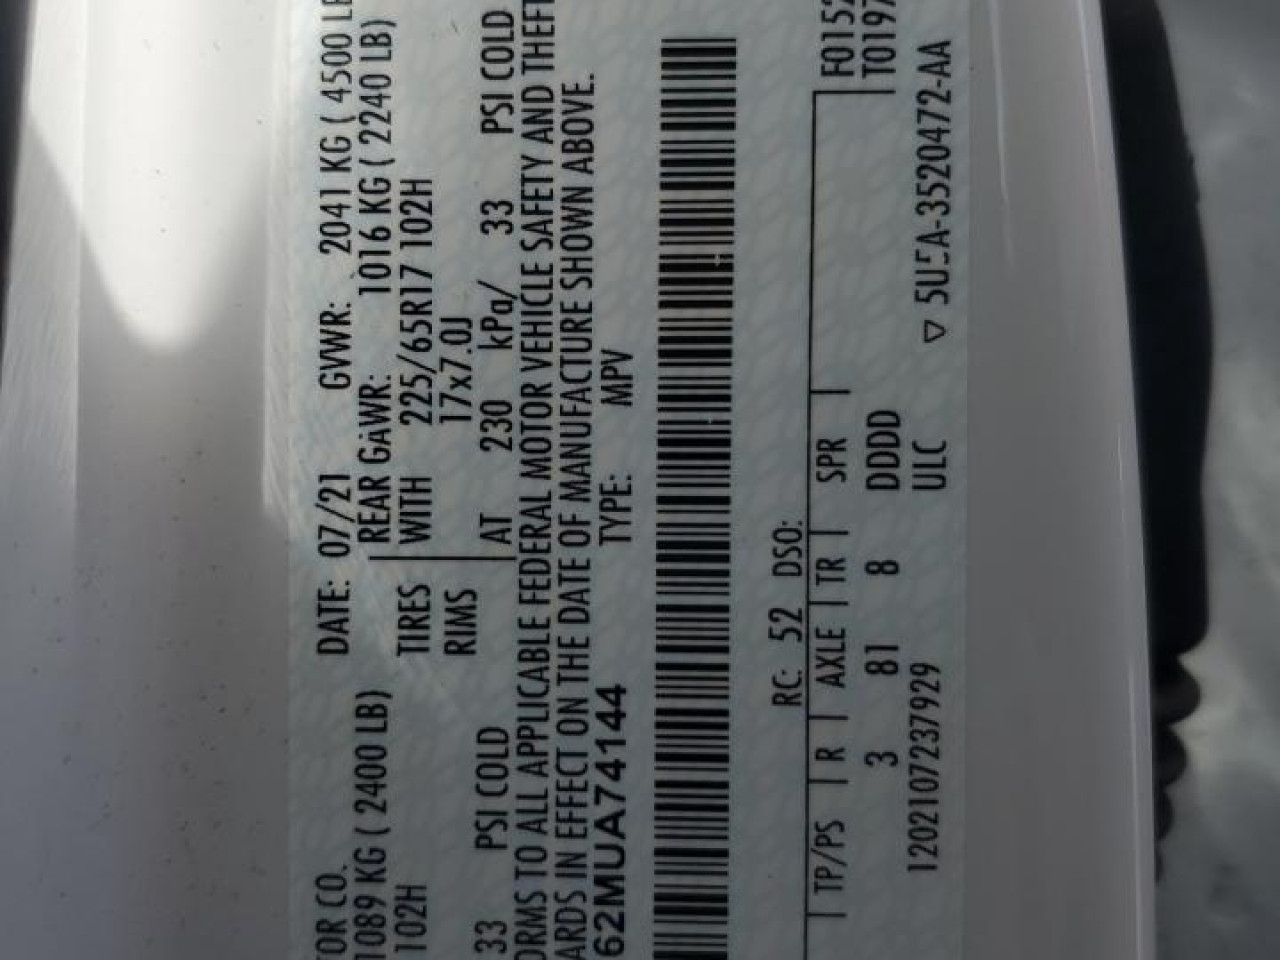 TOR CO. DATE: 07/21 GVWR: 2041 KG ( 4500 LB
1089 KG ( 2400 LB) REAR GAWR: 1016 KG ( 2240 LB)
102H TIRES WITH 225/65R17 102H
RIMS 17x7.0J
33 PSI COLD AT 230 kPa/ 33 PSI COLD
ORMS TO ALL APPLICABLE FEDERAL MOTOR VEHICLE SAFETY AND THEFT
ARDS IN EFFECT ON THE DATE OF MANUFACTURE SHOWN ABOVE.
62MUA74144 TYPE: MPV
RC: 52 DSO:
F0152
TP/PS R AXLE TR SPR T0197
3 81 8 DDDD
1202107237929 ULC ▽ 5U5A-3520472-AA